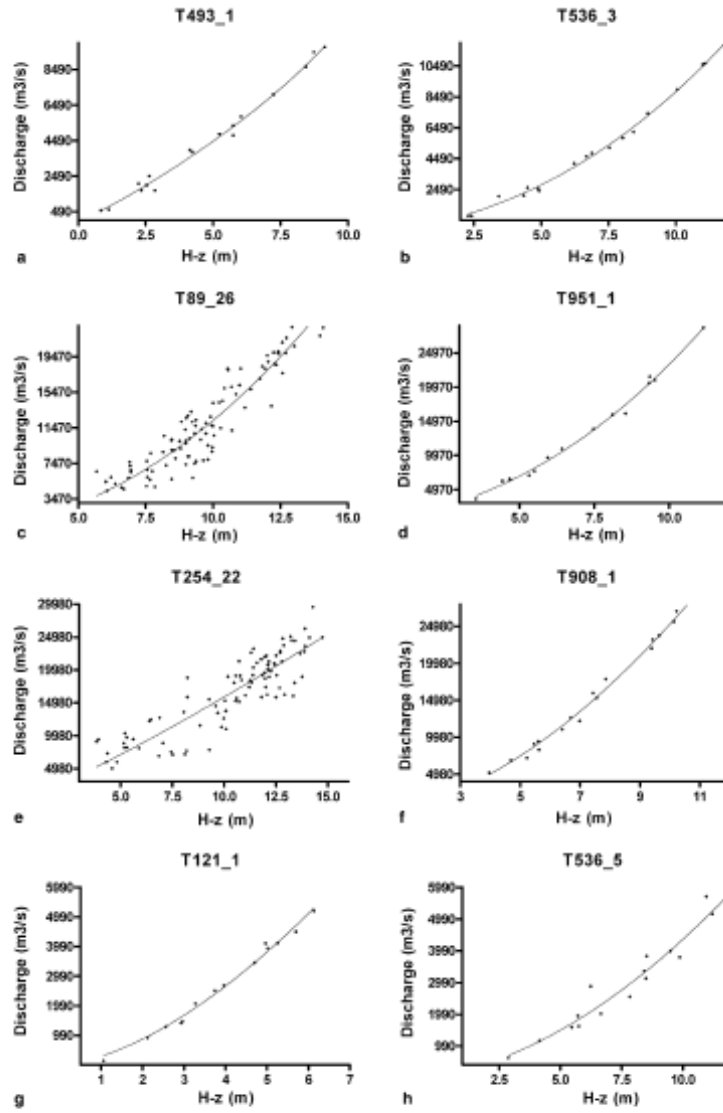 T493_1
Discharge (m3/s)
8490
6490
4490
2490
490
0.0 2.5 5.0 7.5 10.0
H-z (m)
a
T536_3
Discharge (m3/s)
10490
8490
6490
4490
2490
2.5 5.0 7.5 10.0
H-z (m)
b
T89_26
Discharge (m3/s)
19470
15470
11470
7470
3470
5.0 7.5 10.0 12.5 15.0
H-z (m)
c
T951_1
Discharge (m3/s)
24970
19970
14970
9970
4970
5.0 7.5 10.0
H-z (m)
d
T254_22
Discharge (m3/s)
29980
24980
19980
14980
9980
4980
5.0 7.5 10.0 12.5 15.0
H-z (m)
e
T908_1
Discharge (m3/s)
24980
19980
14980
9980
4980
3 5 7 9 11
H-z (m)
f
T121_1
Discharge (m3/s)
5990
4990
3990
2990
1990
990
1 2 3 4 5 6 7
H-z (m)
g
T536_5
Discharge (m3/s)
5990
4990
3990
2990
1990
990
2.5 5.0 7.5 10.0
H-z (m)
h